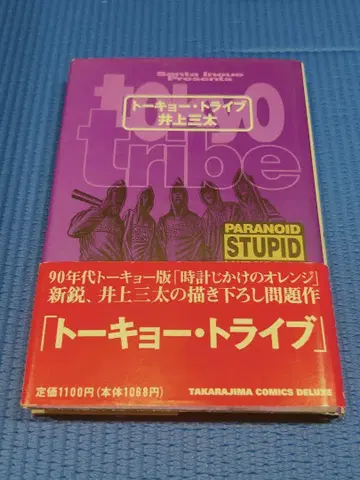 Santa Inoue
Presents
tokyo
トーキョー・トライブ
井上三太
tribe
PARANOID
STUPID
90年代トーキョー版「時計じかけのオレンジ」
新鋭、井上三太の描き下ろし問題作
「トーキョー・トライブ」
定価1100円(本体1068円)
TAKARAJIMA COMICS DELUXE